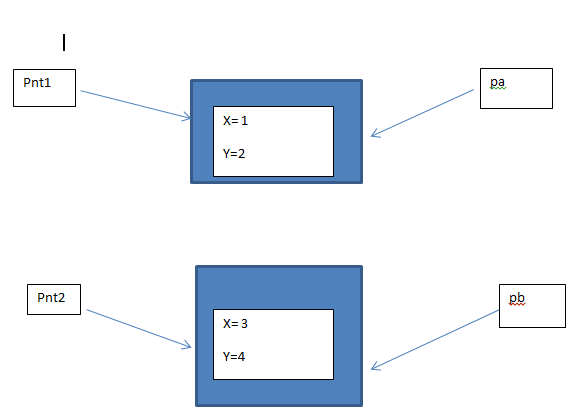 Pnt1
pa
X= 1
Y=2
Pnt2
pb
X= 3
Y=4